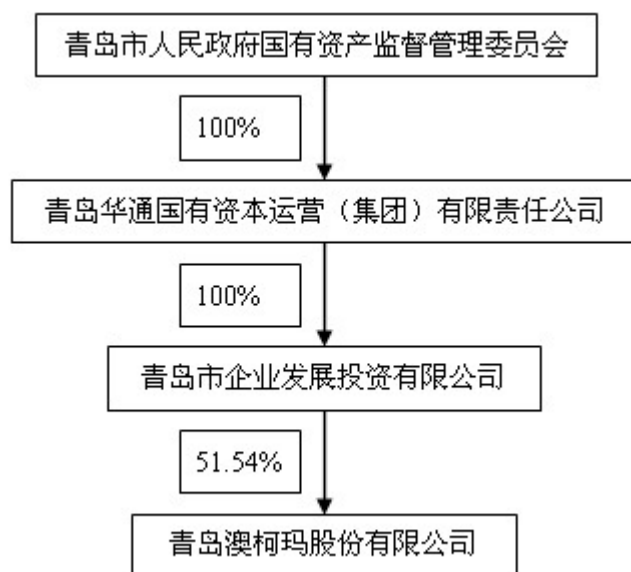 青岛市人民政府国有资产监督管理委员会
100%
青岛华通国有资本运营（集团）有限责任公司
100%
青岛市企业发展投资有限公司
51.54%
青岛澳柯玛股份有限公司